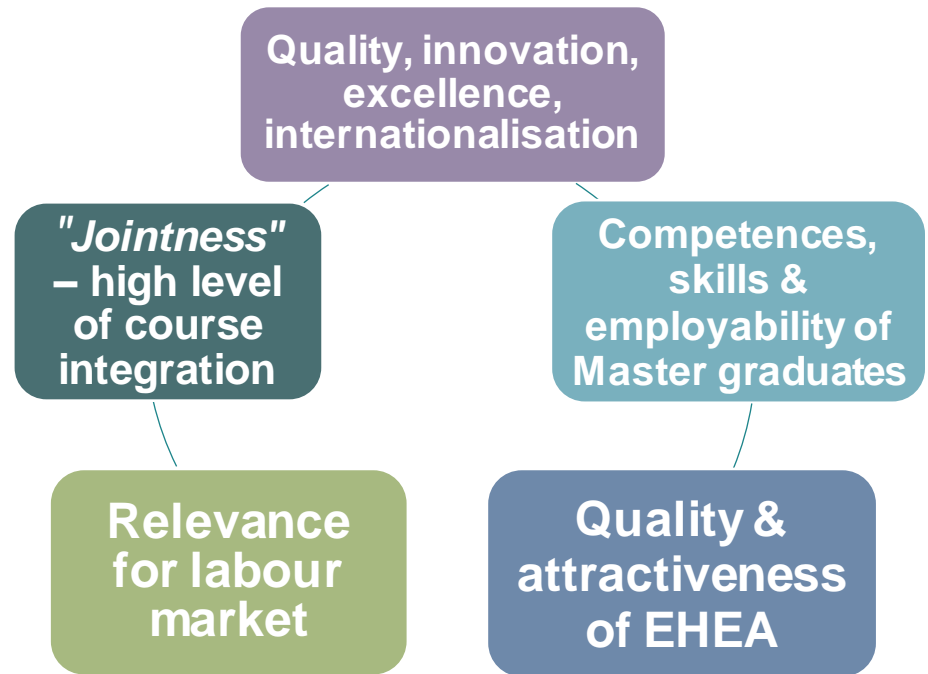 Quality, innovation,
excellence,
internationalisation
"Jointness"
– high level
of course
integration
Competences,
skills &
employability of
Master graduates
Relevance
for labour
market
Quality &
attractiveness
of EHEA